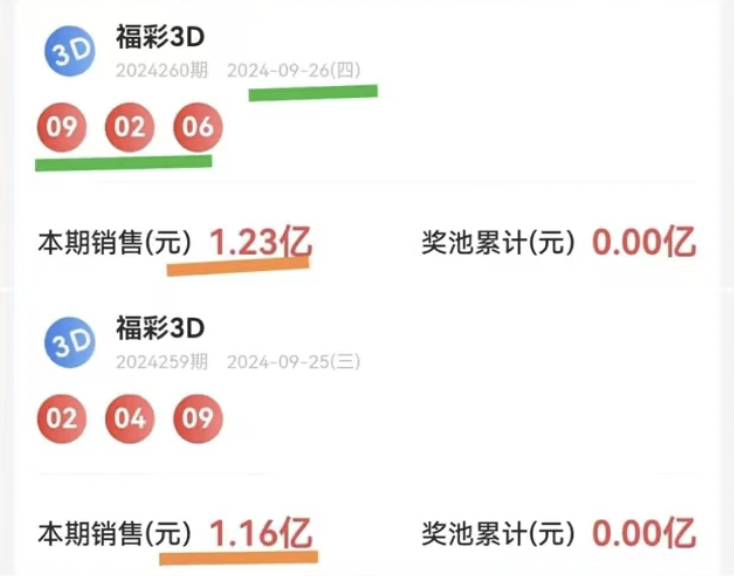 3D 福彩3D
2024260期 2024-09-26(四)
09 02 06
本期销售(元) 1.23亿 奖池累计(元) 0.00亿
3D 福彩3D
2024259期 2024-09-25(三)
02 04 09
本期销售(元) 1.16亿 奖池累计(元) 0.00亿